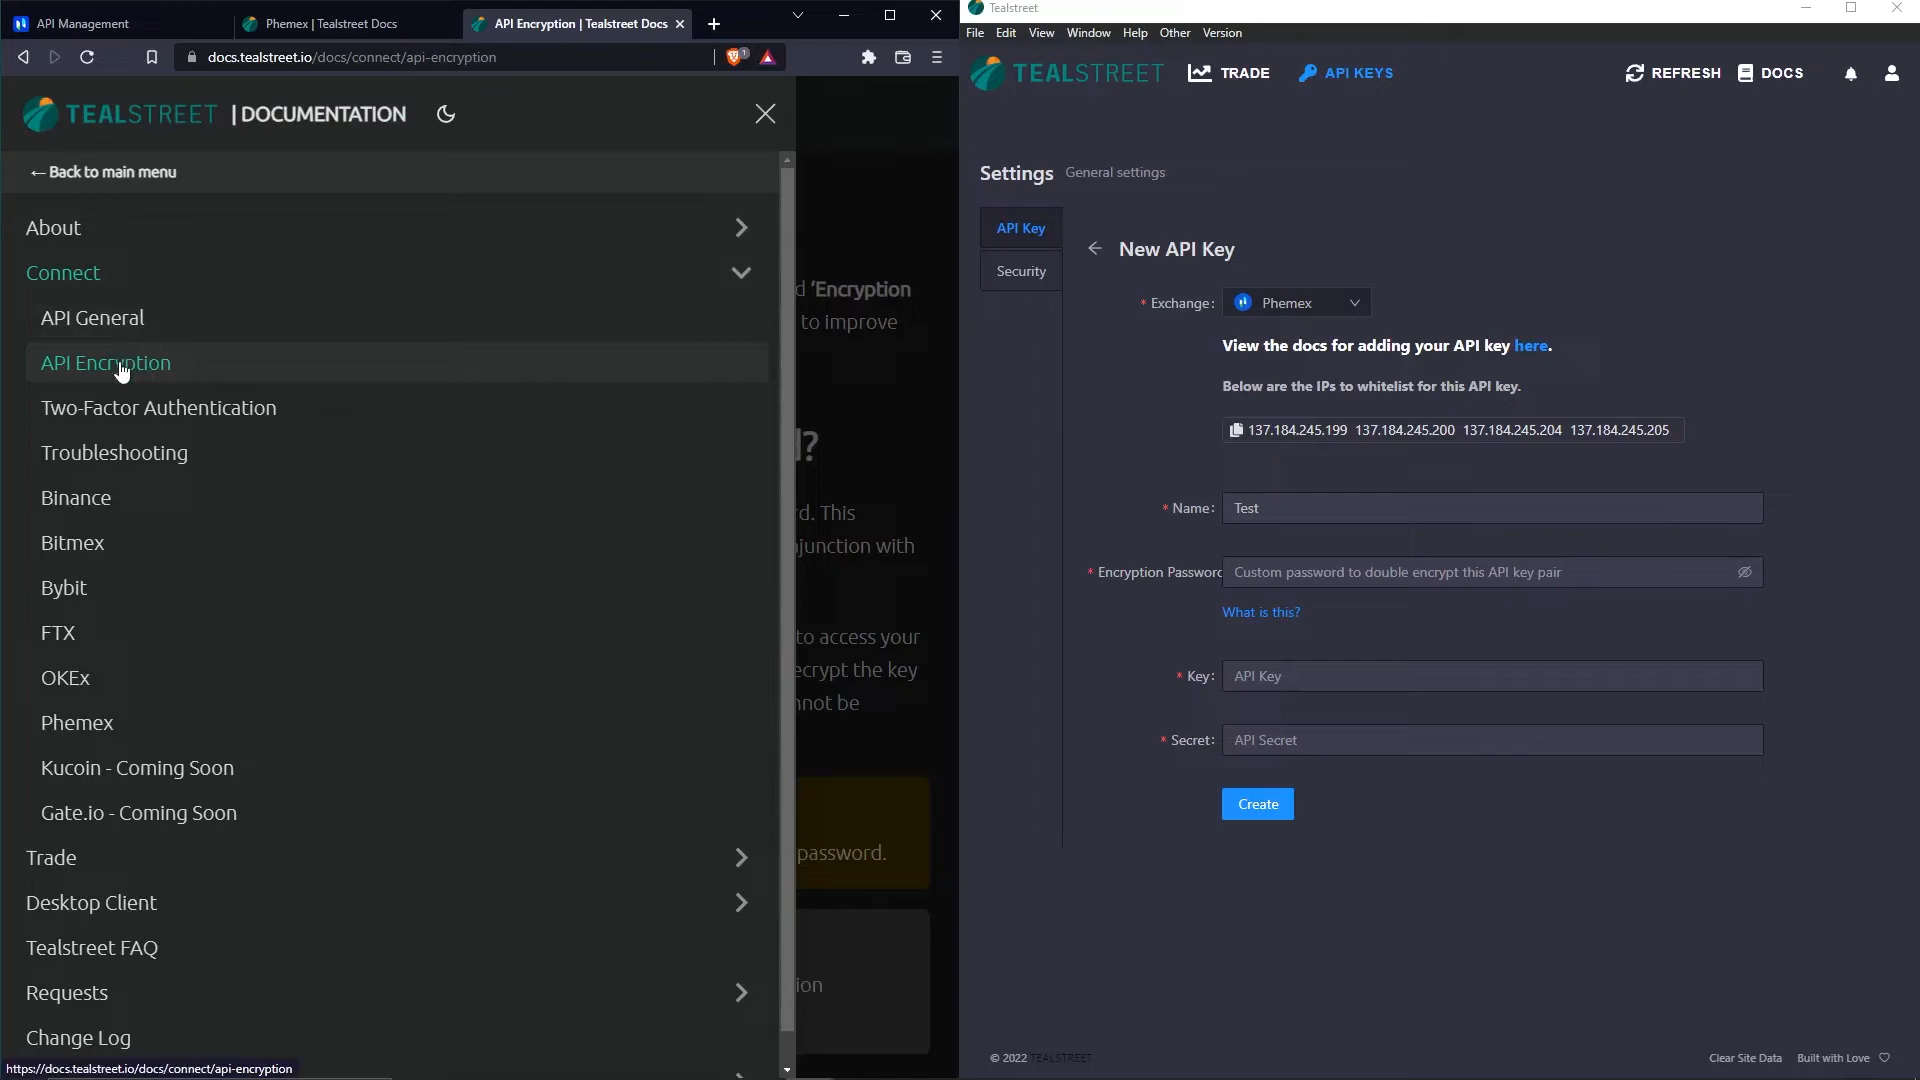 API Management
Phemex | Tealstreet Docs
API Encryption | Tealstreet Docs
docs.tealstreet.io/docs/connect/api-encryption
1
TEALSTREET | DOCUMENTATION
← Back to main menu
About
Connect
API General
API Encryption
Two-Factor Authentication
Troubleshooting
Binance
Bitmex
Bybit
FTX
OKEx
Phemex
Kucoin - Coming Soon
Gate.io - Coming Soon
Trade
Desktop Client
Tealstreet FAQ
Requests
Change Log
https://docs.tealstreet.io/docs/connect/api-encryption
d 'Encryption
to improve
?
d. This
junction with
to access your
ecrypt the key
nnot be
password.
ion
Tealstreet
File Edit View Window Help Other Version
TEALSTREET TRADE API KEYS REFRESH DOCS
Settings General settings
API Key
Security
New API Key
* Exchange: Phemex
View the docs for adding your API key here.
Below are the IPs to whitelist for this API key.
137.184.245.199 137.184.245.200 137.184.245.204 137.184.245.205
* Name: Test
* Encryption Password Custom password to double encrypt this API key pair
What is this?
* Key: API Key
* Secret: API Secret
Create
© 2022 TEALSTREET
Clear Site Data Built with Love